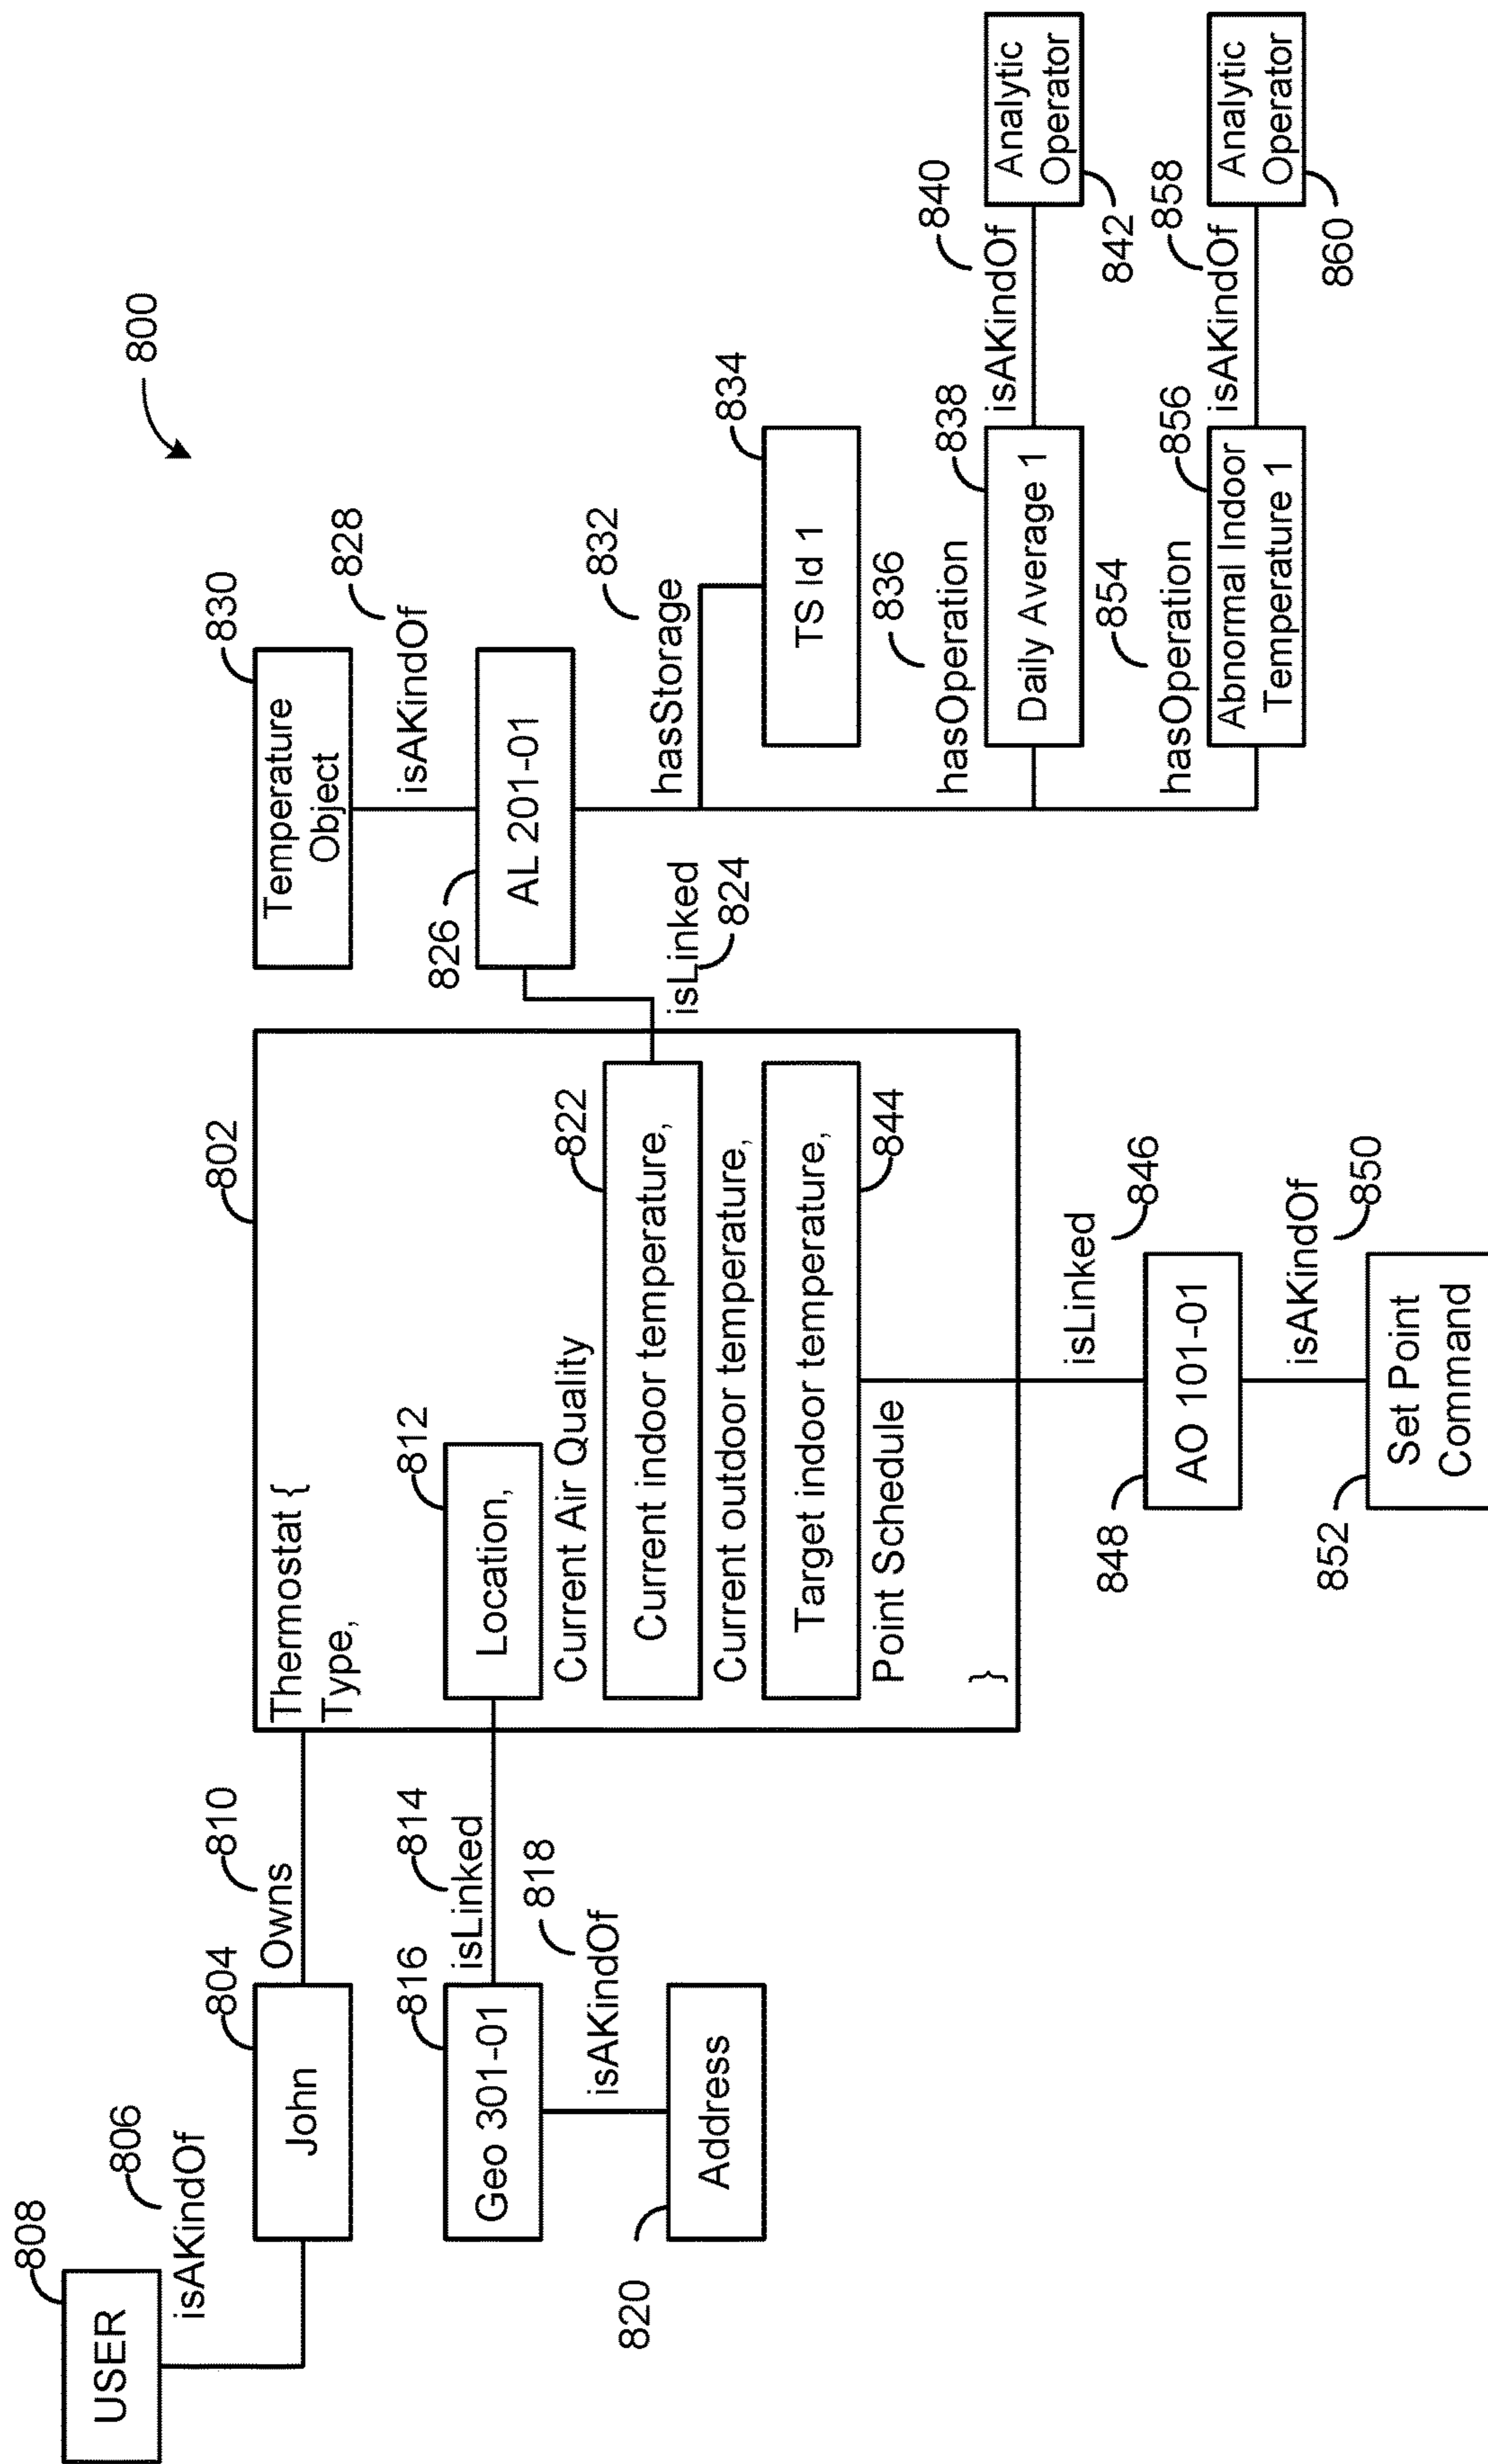 800
808
USER
806
isAKindOf
804
John
810
Owns
802
Thermostat {
Type,
812
Location,
814
isLinked
816
Geo 301-01
818
isAKindOf
820
Address
Current Air Quality
822
Current indoor temperature,
Current outdoor temperature,
Target indoor temperature,
844
Point Schedule
}
isLinked
824
830
Temperature
Object
828
isAKindOf
826
AL 201-01
832
hasStorage
834
TS Id 1
836
hasOperation
838
Daily Average 1
840
isAKindOf
Analytic
Operator
842
854
hasOperation
856
Abnormal Indoor
Temperature 1
858
isAKindOf
Analytic
Operator
860
isLinked
846
848
AO 101-01
isAKindOf
850
852
Set Point
Command